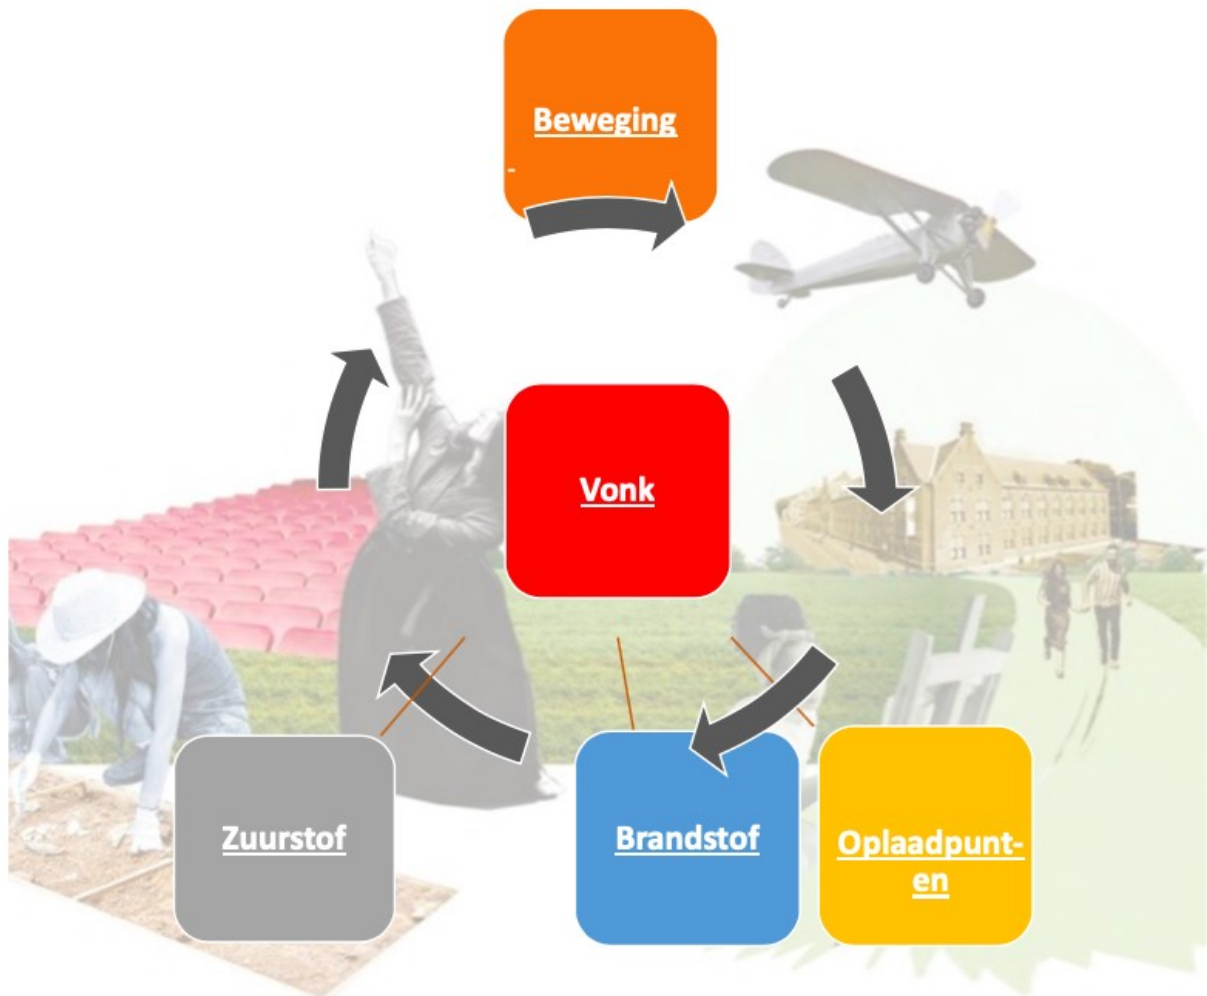 Beweging
-
Vonk
Zuurstof
Brandstof
Oplaadpunt-
en